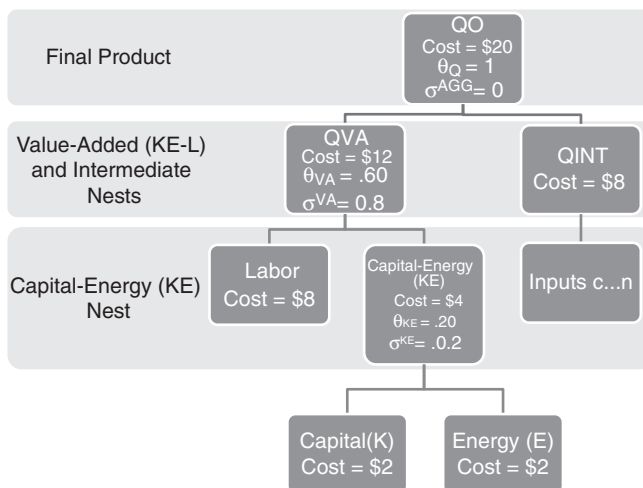 QO
Cost = $20
θQ = 1
σAGG= 0
Final Product
Value-Added (KE-L)
and Intermediate
Nests
QVA
Cost = $12
θVA = .60
σVA= 0.8
QINT
Cost = $8
Capital-Energy (KE)
Nest
Labor
Cost = $8
Capital-Energy
(KE)
Cost = $4
θKE = .20
σKE= .0.2
Inputs c...n
Capital(K)
Cost = $2
Energy (E)
Cost = $2